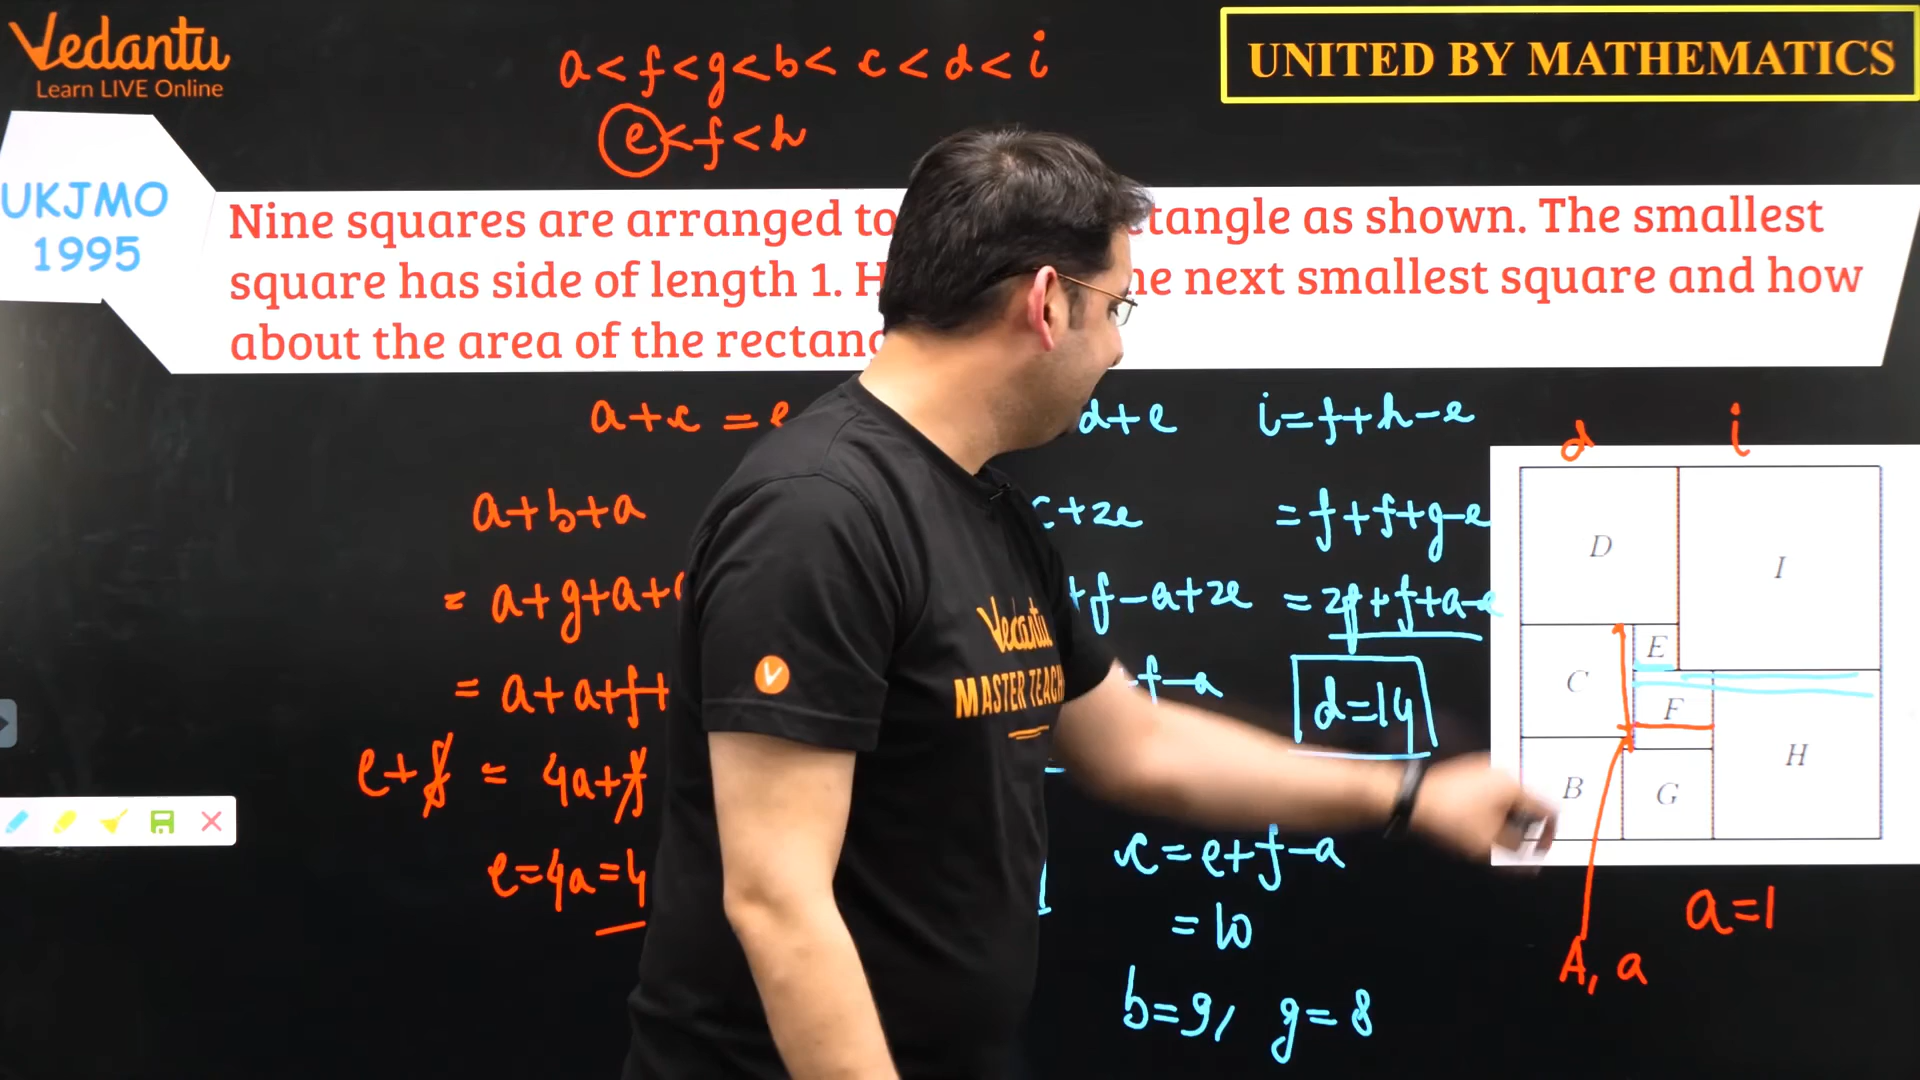 Vedantu
Learn LIVE Online
a < f < g < b < c < d < i
e < f < h
UNITED BY MATHEMATICS
UKJMO
1995
Nine squares are arranged to tangle as shown. The smallest
square has side of length 1. H ne next smallest square and how
about the area of the rectang
a+c = e
d+e
i = f+h-e
a+b+a
c+2e
= f+f+g-e
= a+g+a+
+f-a+2e
= 2f+f+a-e
= a+a+f+
-f-a
d=14
e+f = 4a+f
e=4a=4
c = e+f-a
= 10
b=9, g=8
d
i
D
I
E
C
F
H
B
G
a=1
A, a
Vedantu
MASTER TEACH